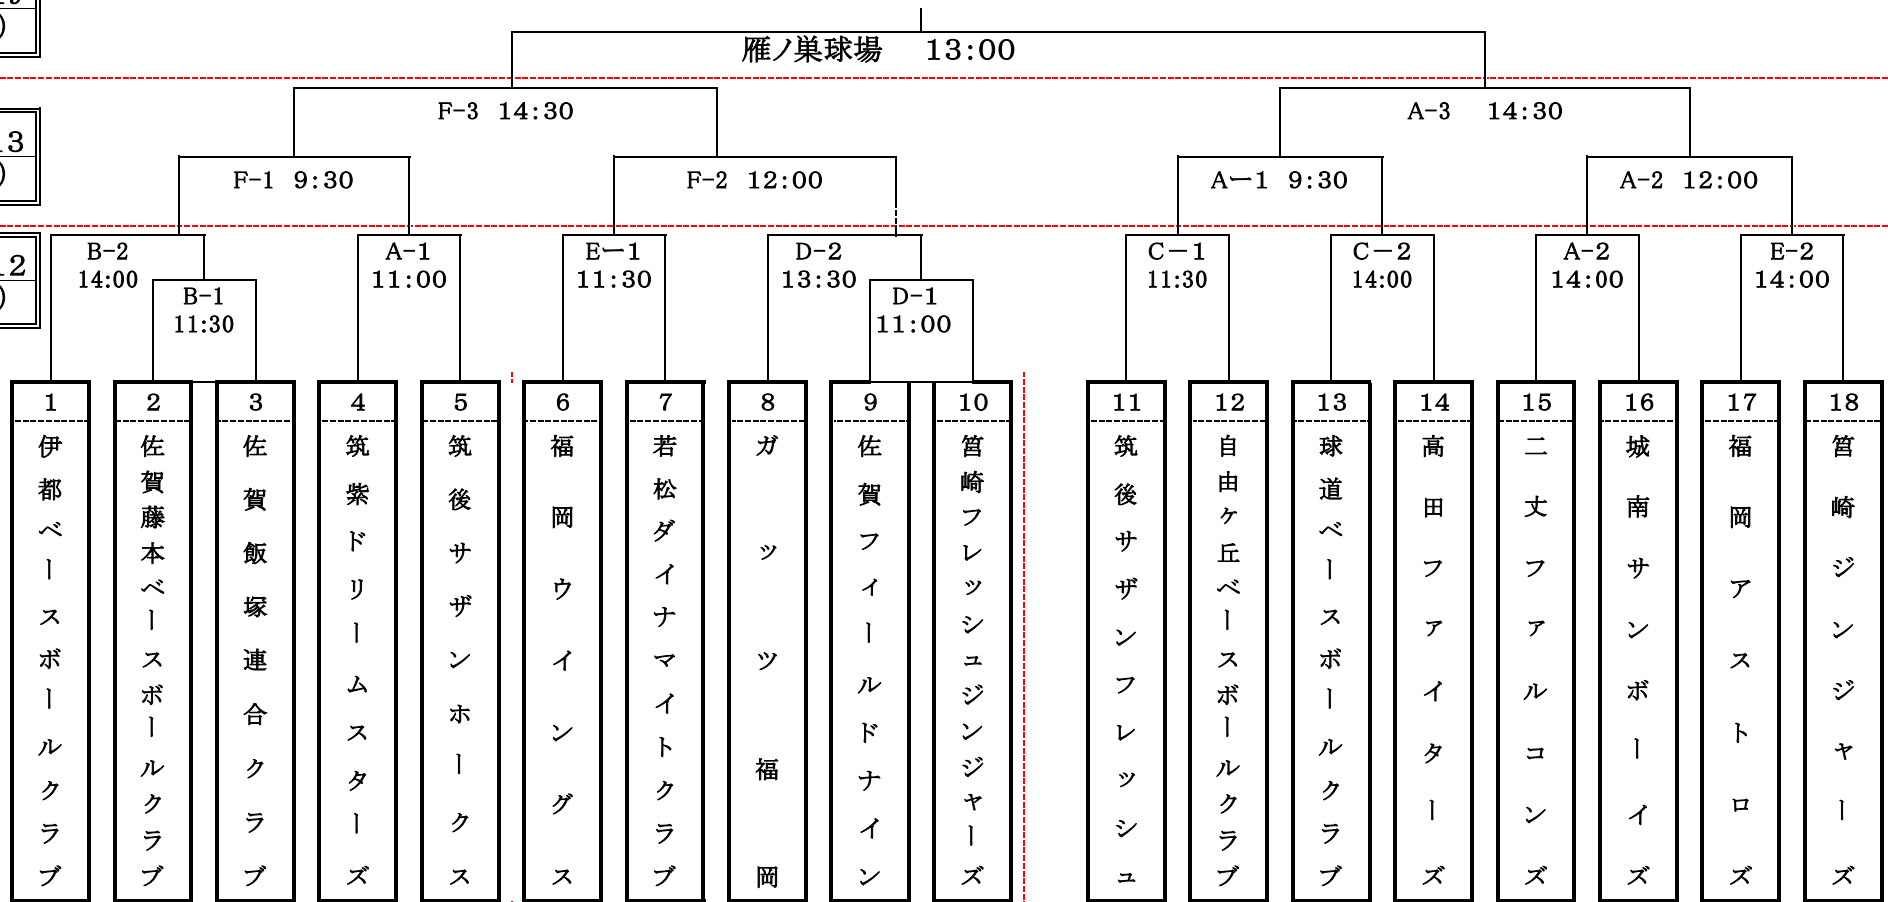 雁ノ巣球場 13:00
F-3 14:30
A-3 14:30
13
)
F-1 9:30
F-2 12:00
Aー1 9:30
A-2 12:00
12
)
B-2
14:00
B-1
11:30
A-1
11:00
Eー1
11:30
D-2
13:30
D-1
11:00
C－1
11:30
C－2
14:00
A-2
14:00
E-2
14:00
1
伊都ベースボールクラブ
2
佐賀藤本ベースボールクラブ
3
佐賀飯塚連合クラブ
4
筑紫ドリームスターズ
5
筑後サザンホークス
6
福岡ウイングス
7
若松ダイナマイトクラブ
8
ガッツ福岡
9
佐賀フィールドナイン
10
筥崎フレッシュジンジャーズ
11
筑後サザンフレッシュ
12
自由ケ丘ベースボールクラブ
13
球道ベースボールクラブ
14
高田ファイターズ
15
二丈ファルコンズ
16
城南サンボーイズ
17
福岡アストロズ
18
筥崎ジンジャーズ